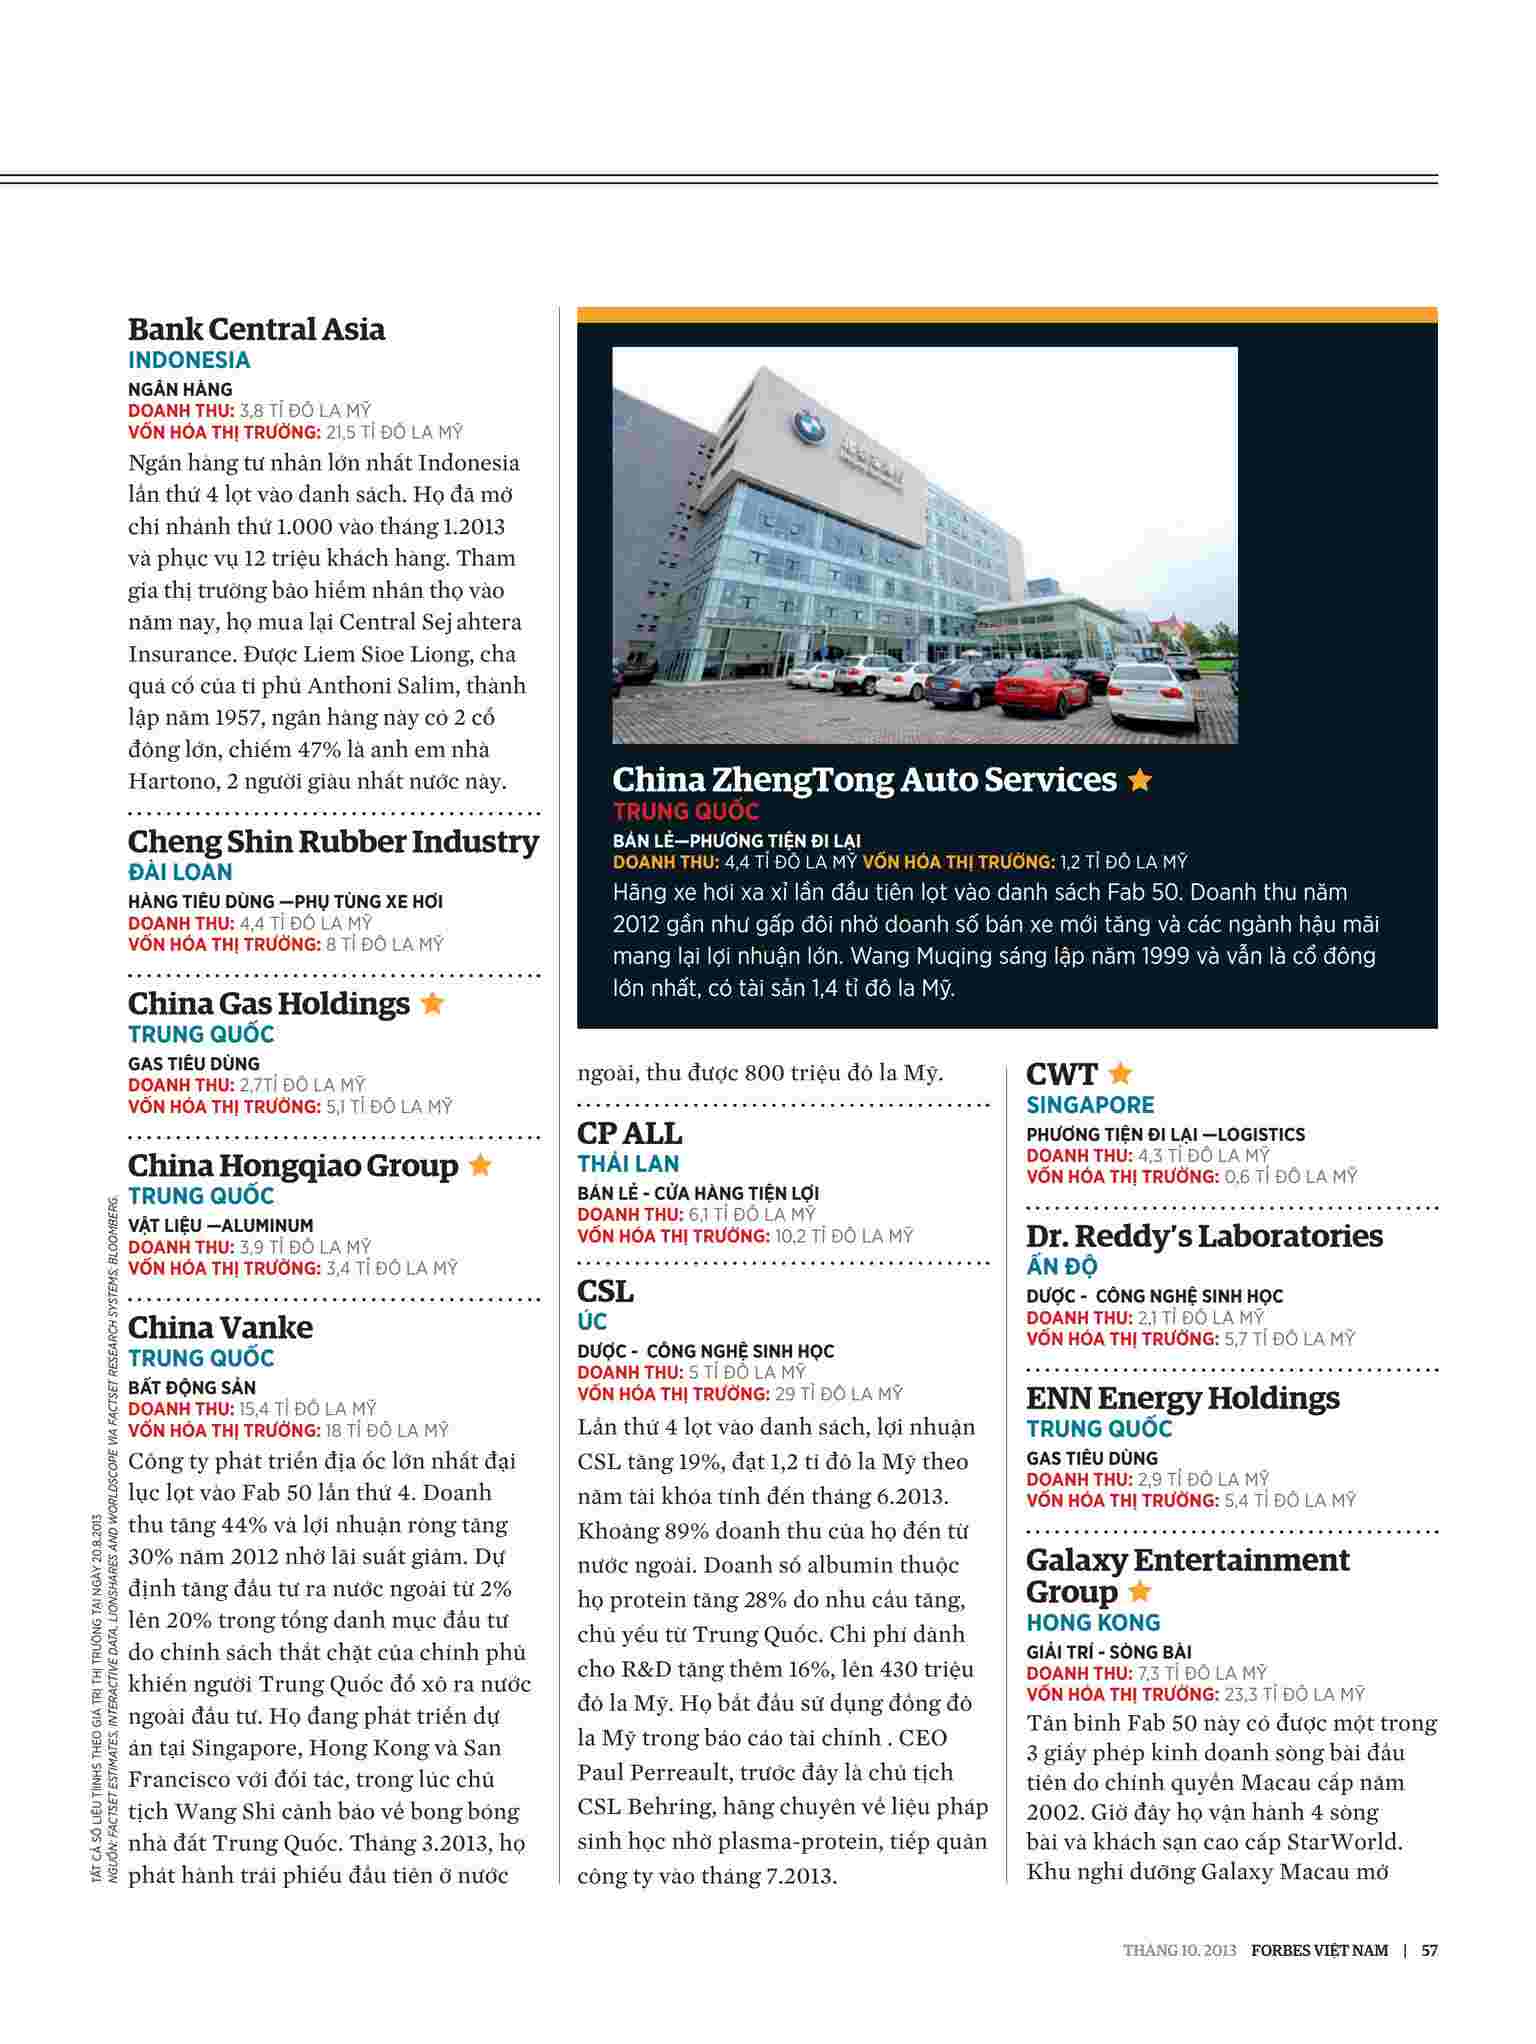 Bank Central Asia
INDONESIA
NGÂN HÀNG
DOANH THU: 3,8 TỈ ĐÔ LA MỸ
VỐN HÓA THỊ TRƯỜNG: 21,5 TỈ ĐÔ LA MỸ
Ngân hàng tư nhân lớn nhất Indonesia
lần thứ 4 lọt vào danh sách. Họ đã mở
chi nhánh thứ 1.000 vào tháng 1.2013
và phục vụ 12 triệu khách hàng. Tham
gia thị trường bảo hiểm nhân thọ vào
năm nay, họ mua lại Central Sej ahtera
Insurance. Được Liem Sioe Liong, cha
quá cố của tỉ phú Anthoni Salim, thành
lập năm 1957, ngân hàng này có 2 cổ
đông lớn, chiếm 47% là anh em nhà
Hartono, 2 người giàu nhất nước này.
Cheng Shin Rubber Industry
ĐÀI LOAN
HÀNG TIÊU DÙNG —PHỤ TÙNG XE HƠI
DOANH THU: 4,4 TỈ ĐÔ LA MỸ
VỐN HÓA THỊ TRƯỜNG: 8 TỈ ĐÔ LA MỸ
China Gas Holdings
TRUNG QUỐC
GAS TIÊU DÙNG
DOANH THU: 2,7TỈ ĐÔ LA MỸ
VỐN HÓA THỊ TRƯỜNG: 5,1 TỈ ĐÔ LA MỸ
China Hongqiao Group
TRUNG QUỐC
VẬT LIỆU —ALUMINUM
DOANH THU: 3,9 TỈ ĐÔ LA MỸ
VỐN HÓA THỊ TRƯỜNG: 3,4 TỈ ĐÔ LA MỸ
China Vanke
TRUNG QUỐC
BẤT ĐỘNG SẢN
DOANH THU: 15,4 TỈ ĐÔ LA MỸ
VỐN HÓA THỊ TRƯỜNG: 18 TỈ ĐÔ LA MỸ
Công ty phát triển địa ốc lớn nhất đại
lục lọt vào Fab 50 lần thứ 4. Doanh
thu tăng 44% và lợi nhuận ròng tăng
30% năm 2012 nhờ lãi suất giảm. Dự
định tăng đầu tư ra nước ngoài từ 2%
lên 20% trong tổng danh mục đầu tư
do chính sách thắt chặt của chính phủ
khiến người Trung Quốc đổ xô ra nước
ngoài đầu tư. Họ đang phát triển dự
án tại Singapore, Hong Kong và San
Francisco với đối tác, trong lúc chủ
tịch Wang Shi cảnh báo về bong bóng
nhà đất Trung Quốc. Tháng 3.2013, họ
phát hành trái phiếu đầu tiên ở nước
China ZhengTong Auto Services
TRUNG QUỐC
BÁN LẺ—PHƯƠNG TIỆN ĐI LẠI
DOANH THU: 4,4 TỈ ĐÔ LA MỸ VỐN HÓA THỊ TRƯỜNG: 1,2 TỈ ĐÔ LA MỸ
Hãng xe hơi xa xỉ lần đầu tiên lọt vào danh sách Fab 50. Doanh thu năm
2012 gần như gấp đôi nhờ doanh số bán xe mới tăng và các ngành hậu mãi
mang lại lợi nhuận lớn. Wang Muqing sáng lập năm 1999 và vẫn là cổ đông
lớn nhất, có tài sản 1,4 tỉ đô la Mỹ.
ngoài, thu được 800 triệu đô la Mỹ.
CP ALL
THÁI LAN
BÁN LẺ - CỬA HÀNG TIỆN LỢI
DOANH THU: 6,1 TỈ ĐÔ LA MỸ
VỐN HÓA THỊ TRƯỜNG: 10,2 TỈ ĐÔ LA MỸ
CSL
ÚC
DƯỢC - CÔNG NGHỆ SINH HỌC
DOANH THU: 5 TỈ ĐÔ LA MỸ
VỐN HÓA THỊ TRƯỜNG: 29 TỈ ĐÔ LA MỸ
Lần thứ 4 lọt vào danh sách, lợi nhuận
CSL tăng 19%, đạt 1,2 tỉ đô la Mỹ theo
năm tài khóa tính đến tháng 6.2013.
Khoảng 89% doanh thu của họ đến từ
nước ngoài. Doanh số albumin thuộc
họ protein tăng 28% do nhu cầu tăng,
chủ yếu từ Trung Quốc. Chi phí dành
cho R&D tăng thêm 16%, lên 430 triệu
đô la Mỹ. Họ bắt đầu sử dụng đồng đô
la Mỹ trong báo cáo tài chính . CEO
Paul Perreault, trước đây là chủ tịch
CSL Behring, hãng chuyên về liệu pháp
sinh học nhờ plasma-protein, tiếp quản
công ty vào tháng 7.2013.
CWT
SINGAPORE
PHƯƠNG TIỆN ĐI LẠI —LOGISTICS
DOANH THU: 4,3 TỈ ĐÔ LA MỸ
VỐN HÓA THỊ TRƯỜNG: 0,6 TỈ ĐÔ LA MỸ
Dr. Reddy's Laboratories
ẤN ĐỘ
DƯỢC - CÔNG NGHỆ SINH HỌC
DOANH THU: 2,1 TỈ ĐÔ LA MỸ
VỐN HÓA THỊ TRƯỜNG: 5,7 TỈ ĐÔ LA MỸ
ENN Energy Holdings
TRUNG QUỐC
GAS TIÊU DÙNG
DOANH THU: 2,9 TỈ ĐÔ LA MỸ
VỐN HÓA THỊ TRƯỜNG: 5,4 TỈ ĐÔ LA MỸ
Galaxy Entertainment
Group
HONG KONG
GIẢI TRÍ - SÒNG BÀI
DOANH THU: 7,3 TỈ ĐÔ LA MỸ
VỐN HÓA THỊ TRƯỜNG: 23,3 TỈ ĐÔ LA MỸ
Tân binh Fab 50 này có được một trong
3 giấy phép kinh doanh sòng bài đầu
tiên do chính quyền Macau cấp năm
2002. Giờ đây họ vận hành 4 sòng
bài và khách sạn cao cấp StarWorld.
Khu nghỉ dưỡng Galaxy Macau mở
TẤT CẢ SỐ LIỆU TÍÍNHS THEO GIÁ TRỊ THỊ TRƯỜNG TẠI NGÀY 20.8.2013
NGUỒN: FACTSET ESTIMATES, INTERACTIVE DATA, LIONSHARES AND WORLDSCOPE VIA FACTSET RESEARCH SYSTEMS; BLOOMBERG.
THÁNG 10. 2013 FORBES VIỆT NAM | 57